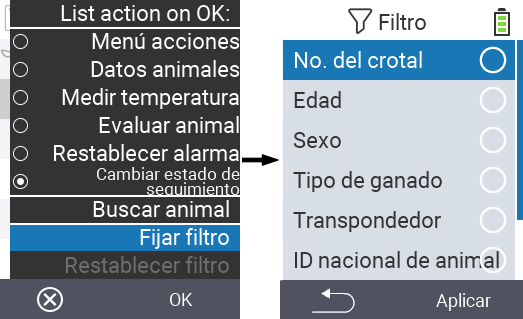 List action on OK:
Menú acciones
Datos animales
Medir temperatura
Evaluar animal
Restablecer alarma
Cambiar estado de
seguimiento
Buscar animal
Fijar filtro
Restablecer filtro
OK
Filtro
No. del crotal
Edad
Sexo
Tipo de ganado
Transpondedor
ID nacional de animal
Aplicar